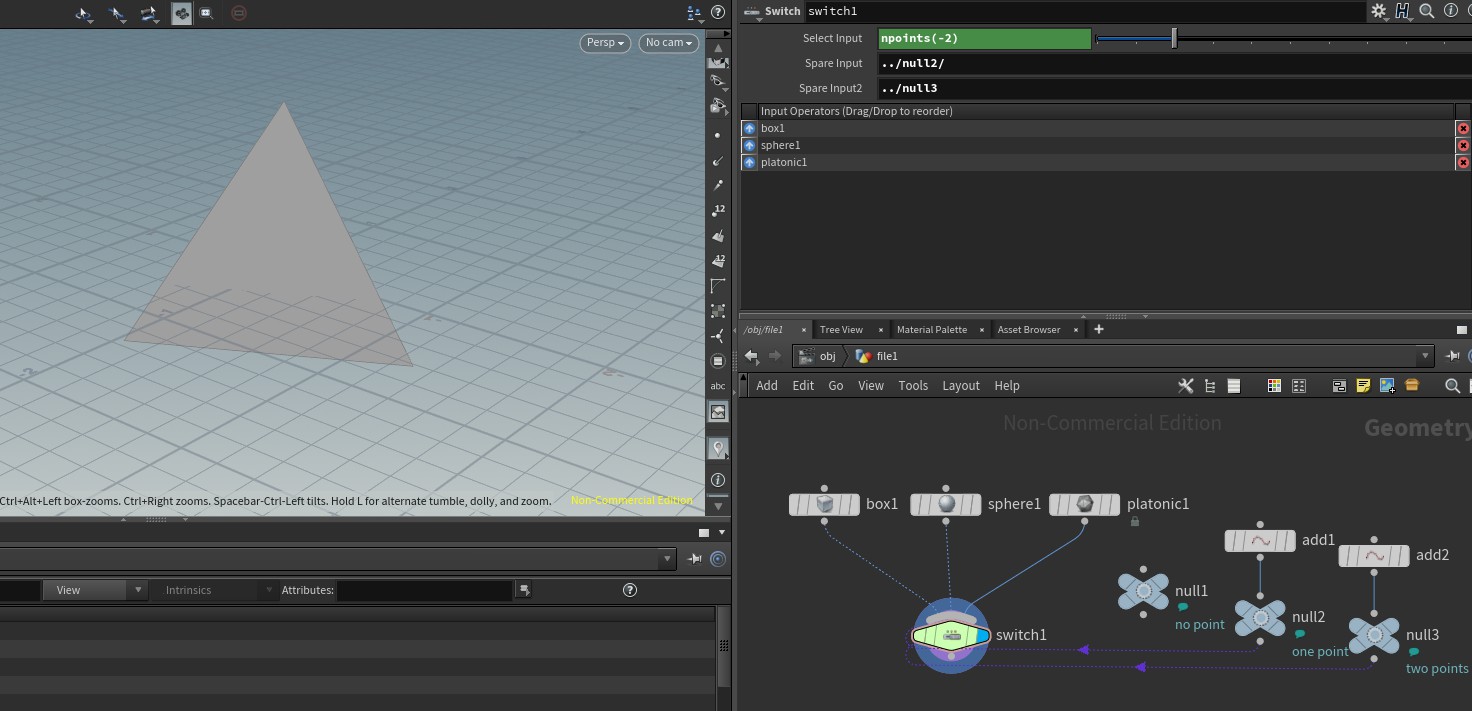 Switch switch1
Persp No cam
Select Input npoints(-2)
Spare Input ../null2/
Spare Input2 ../null3
Input Operators (Drag/Drop to reorder)
box1
sphere1
platonic1
12
12
abc
Ctrl+Alt+Left box-zooms. Ctrl+Right zooms. Spacebar-Ctrl-Left tilts. Hold L for alternate tumble, dolly, and zoom. Non-Commercial Edition
/obj/file1 Tree View Material Palette Asset Browser
obj file1
Add Edit Go View Tools Layout Help
Non-Commercial Edition Geometry
box1 sphere1 platonic1
add1
add2
null1
no point
null2
one point
null3
two points
switch1
View Intrinsics Attributes: